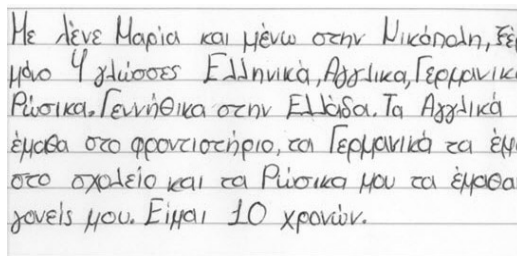 Με λένε Μαρία και μένω στην Νικόπολη, ξέ
μόνο 4 γλώσσες Ελληνικά, Αγγλικα, Γερμανικ
Ρώσικα. Γεννήθικα στην Ελλάδα. Τα Αγγλικά
έμαθα στο φροντιστήριο, τα Γερμανικά τα έμ
στο σχολείο και τα Ρώσικα μου τα έμαθα
γονείς μου. Είμαι 10 χρονών.